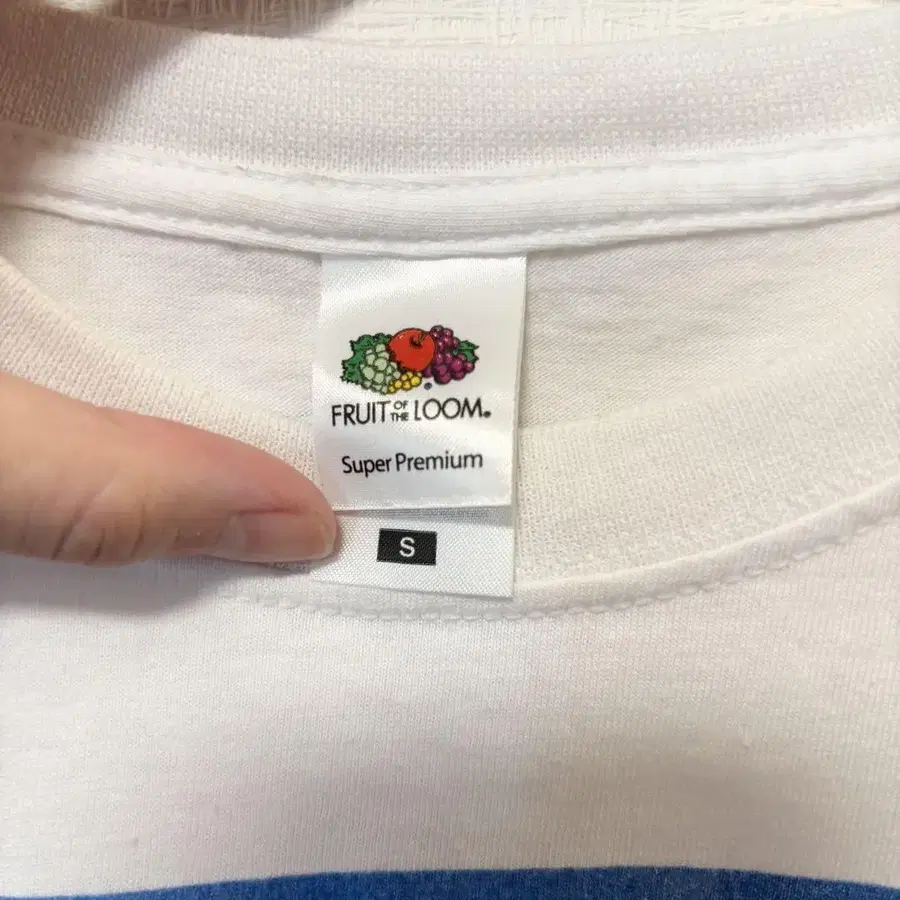 FRUIT OF THE LOOM.
Super Premium
S